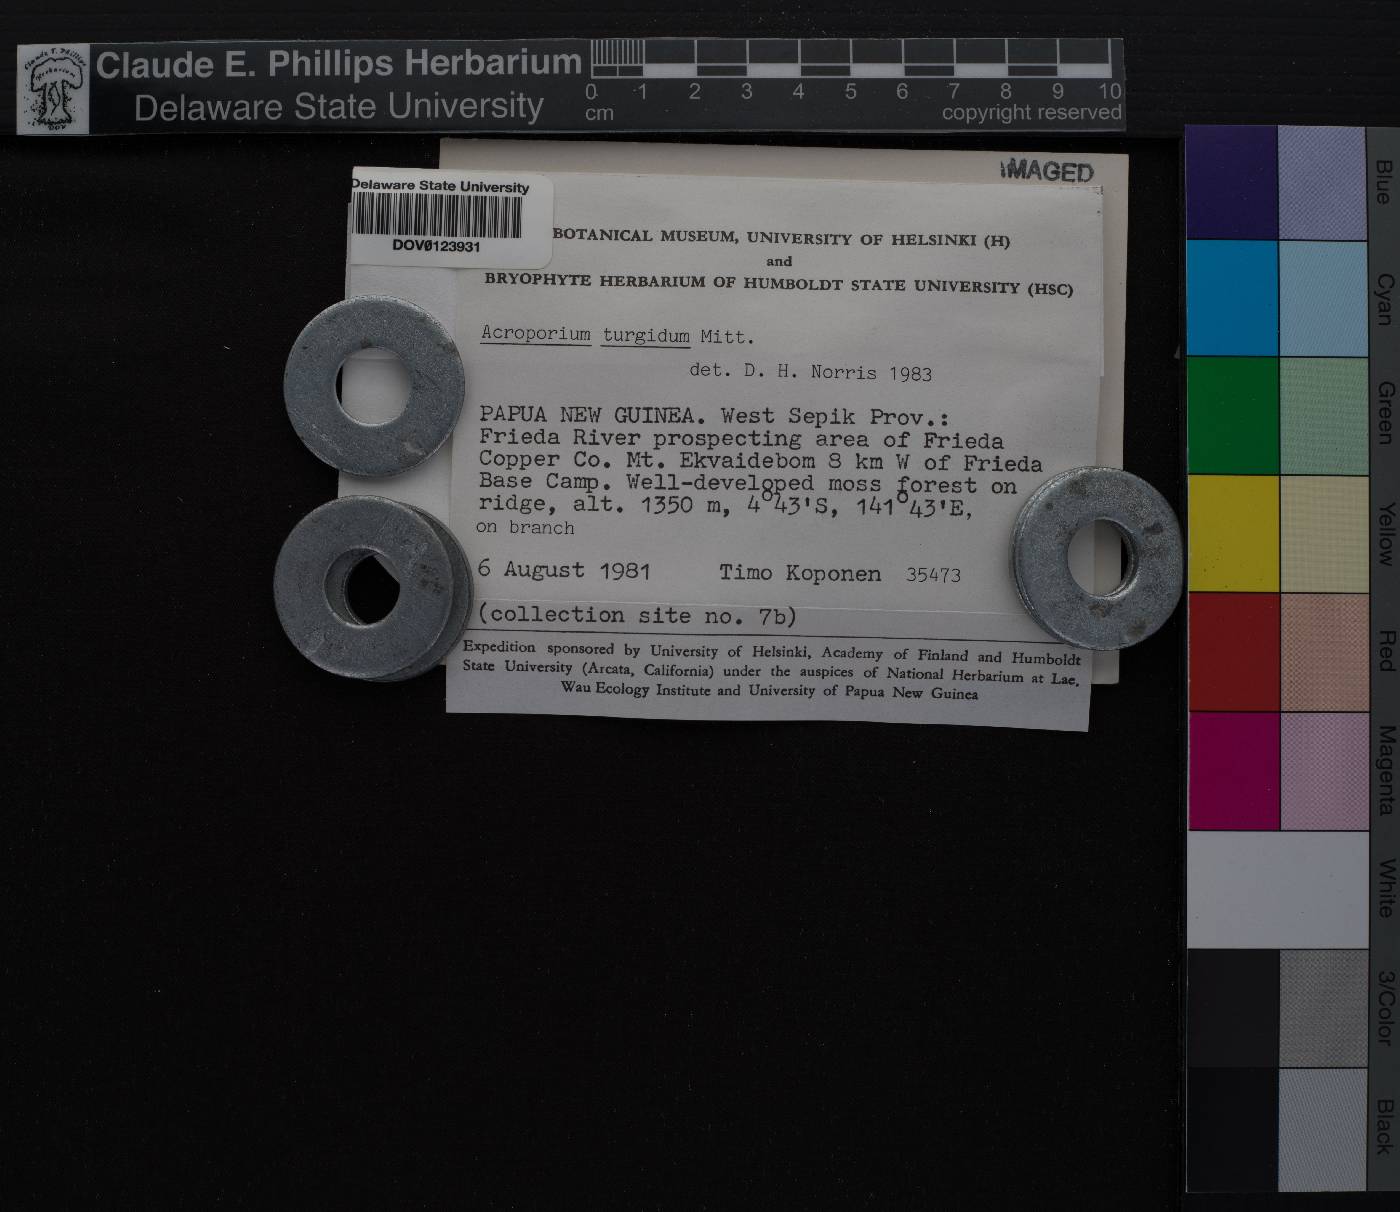 Claude E. Phillips Herbarium
Delaware State University
0 1 2 3 4 5 6 7 8 9 10
cm
copyright reserved
IMAGED
Delaware State University
DOV0123931
BOTANICAL MUSEUM, UNIVERSITY OF HELSINKI (H)
and
BRYOPHYTE HERBARIUM OF HUMBOLDT STATE UNIVERSITY (HSC)
Acroporium turgidum Mitt.
det. D. H. Norris 1983
PAPUA NEW GUINEA. West Sepik Prov.:
Frieda River prospecting area of Frieda
Copper Co. Mt. Ekvaidebom 8 km W of Frieda
Base Camp. Well-developed moss forest on
ridge, alt. 1350 m, 4°43'S, 141°43'E,
on branch
6 August 1981 Timo Koponen 35473
(collection site no. 7b)
Expedition sponsored by University of Helsinki, Academy of Finland and Humboldt
State University (Arcata, California) under the auspices of National Herbarium at Lae,
Wau Ecology Institute and University of Papua New Guinea
Blue
Cyan
Green
Yellow
Red
Magenta
White
3/Color
Black